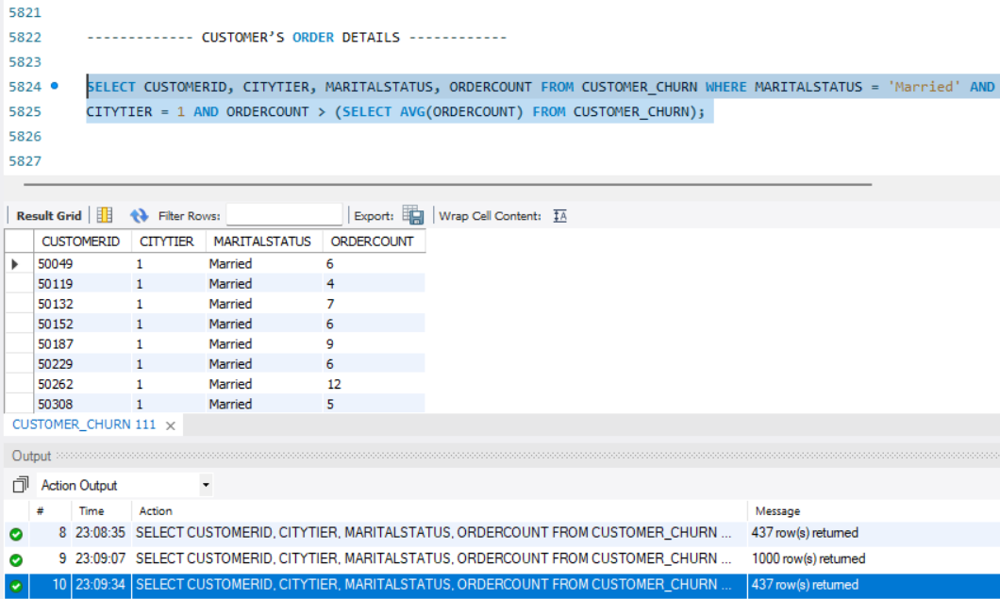 5821
5822 ------------- CUSTOMER'S ORDER DETAILS ------------
5823
5824 SELECT CUSTOMERID, CITYTIER, MARITALSTATUS, ORDERCOUNT FROM CUSTOMER_CHURN WHERE MARITALSTATUS = 'Married' AND
5825 CITYTIER = 1 AND ORDERCOUNT > (SELECT AVG(ORDERCOUNT) FROM CUSTOMER_CHURN);
5826
5827
Result Grid Filter Rows: Export: Wrap Cell Content: IA
CUSTOMERID CITYTIER MARITALSTATUS ORDERCOUNT
50049 1 Married 6
50119 1 Married 4
50132 1 Married 7
50152 1 Married 6
50187 1 Married 9
50229 1 Married 6
50262 1 Married 12
50308 1 Married 5
CUSTOMER_CHURN 111 ×
Output
Action Output
# Time Action Message
8 23:08:35 SELECT CUSTOMERID, CITYTIER, MARITALSTATUS, ORDERCOUNT FROM CUSTOMER_CHURN ... 437 row(s) returned
9 23:09:07 SELECT CUSTOMERID, CITYTIER, MARITALSTATUS, ORDERCOUNT FROM CUSTOMER_CHURN ... 1000 row(s) returned
10 23:09:34 SELECT CUSTOMERID, CITYTIER, MARITALSTATUS, ORDERCOUNT FROM CUSTOMER_CHURN ... 437 row(s) returned